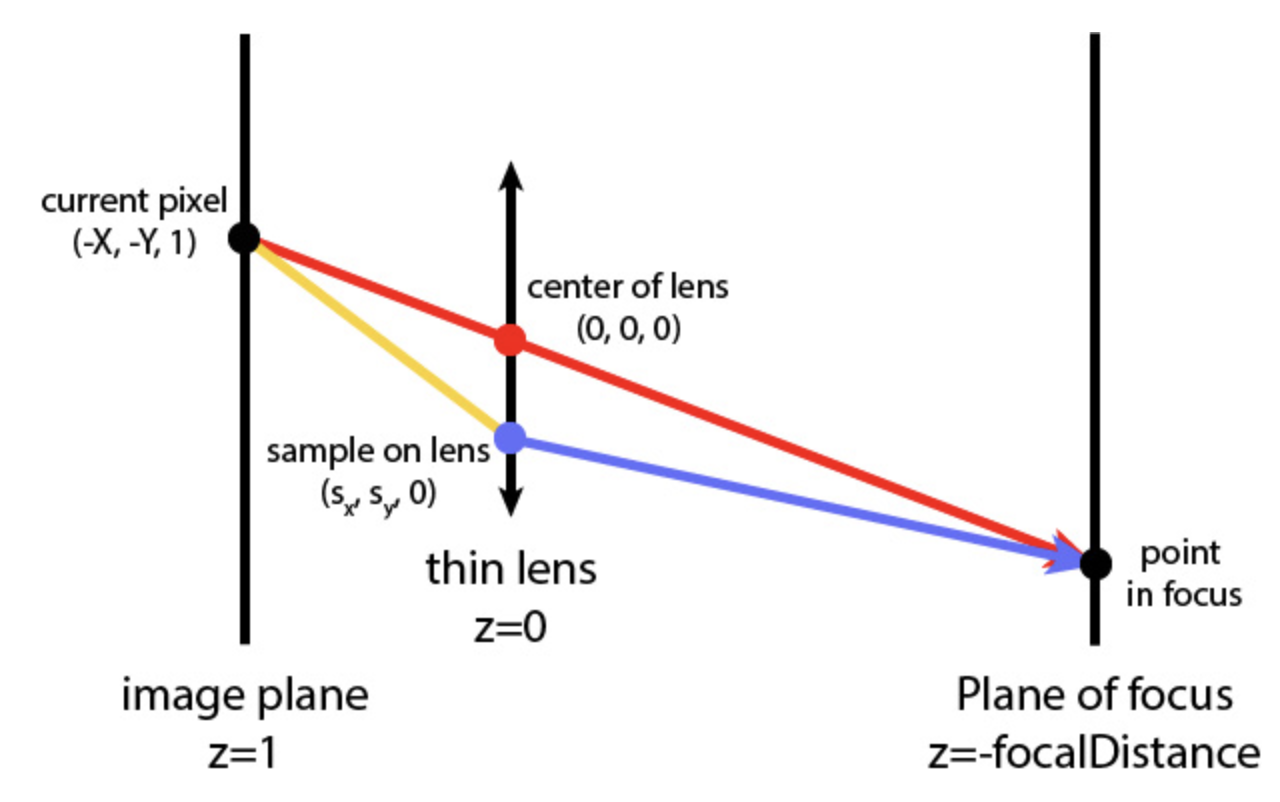 current pixel
(-X, -Y, 1)
center of lens
(0, 0, 0)
sample on lens
(sx, sy, 0)
thin lens
z=0
point
in focus
image plane
z=1
Plane of focus
z=-focalDistance